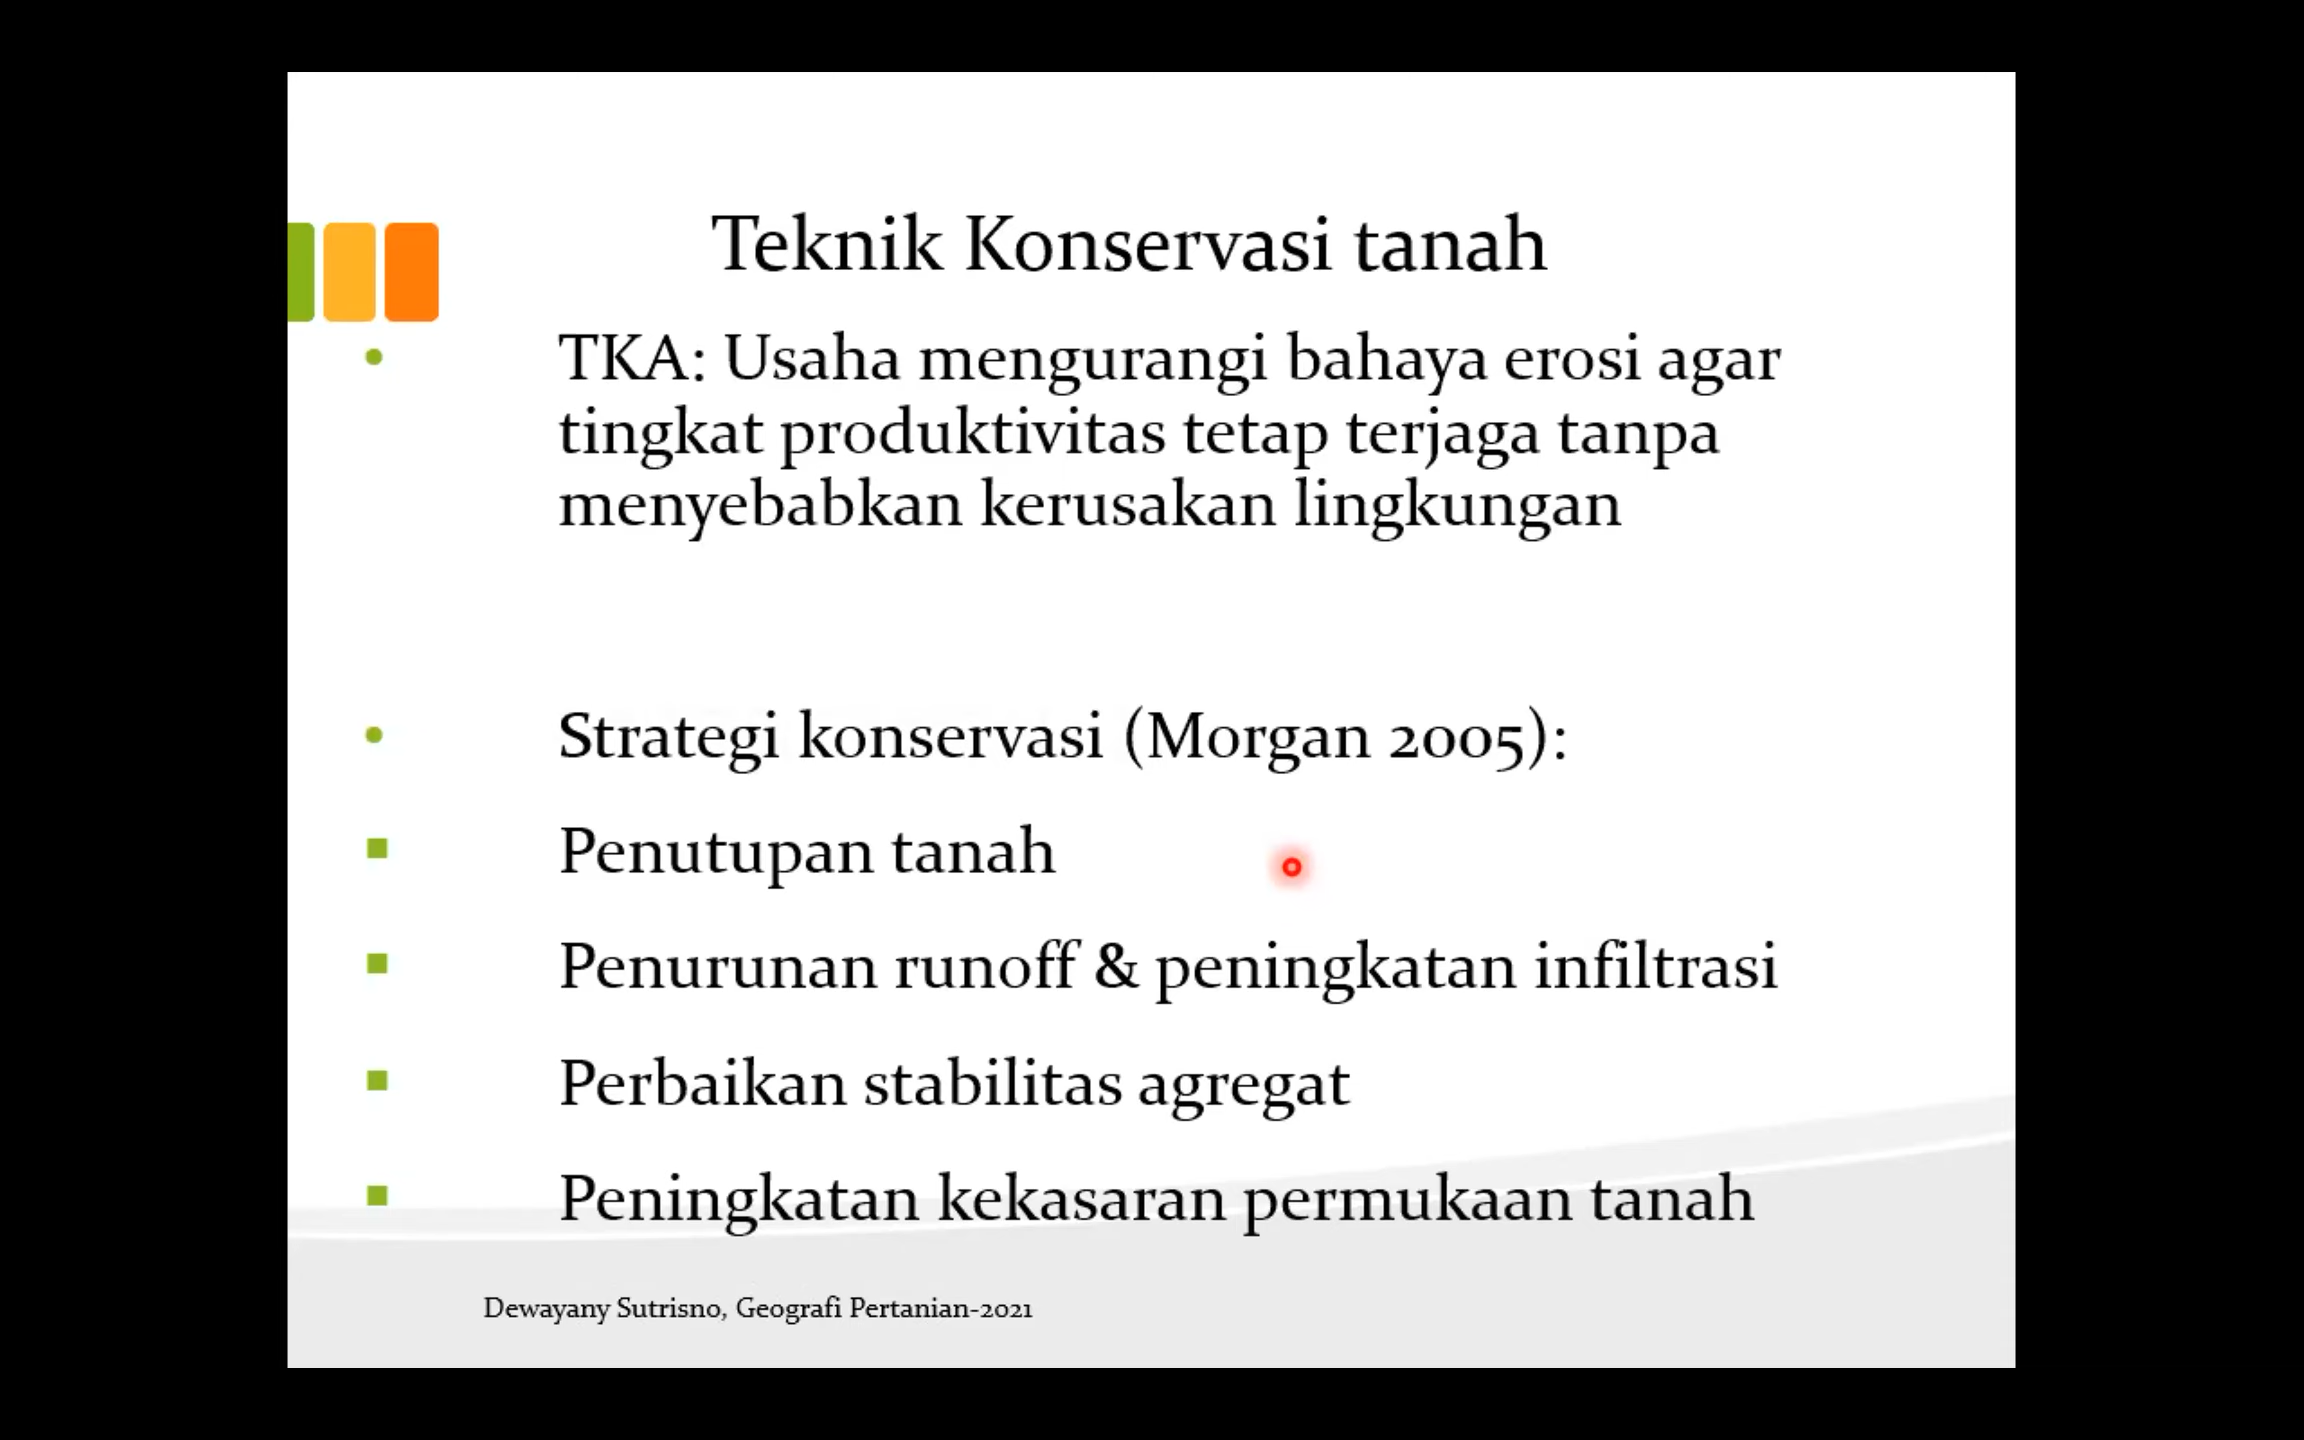 Teknik Konservasi tanah
TKA: Usaha mengurangi bahaya erosi agar
tingkat produktivitas tetap terjaga tanpa
menyebabkan kerusakan lingkungan
Strategi konservasi (Morgan 2005):
Penutupan tanah
Penurunan runoff & peningkatan infiltrasi
Perbaikan stabilitas agregat
Peningkatan kekasaran permukaan tanah
Dewayany Sutrisno, Geografi Pertanian-2021